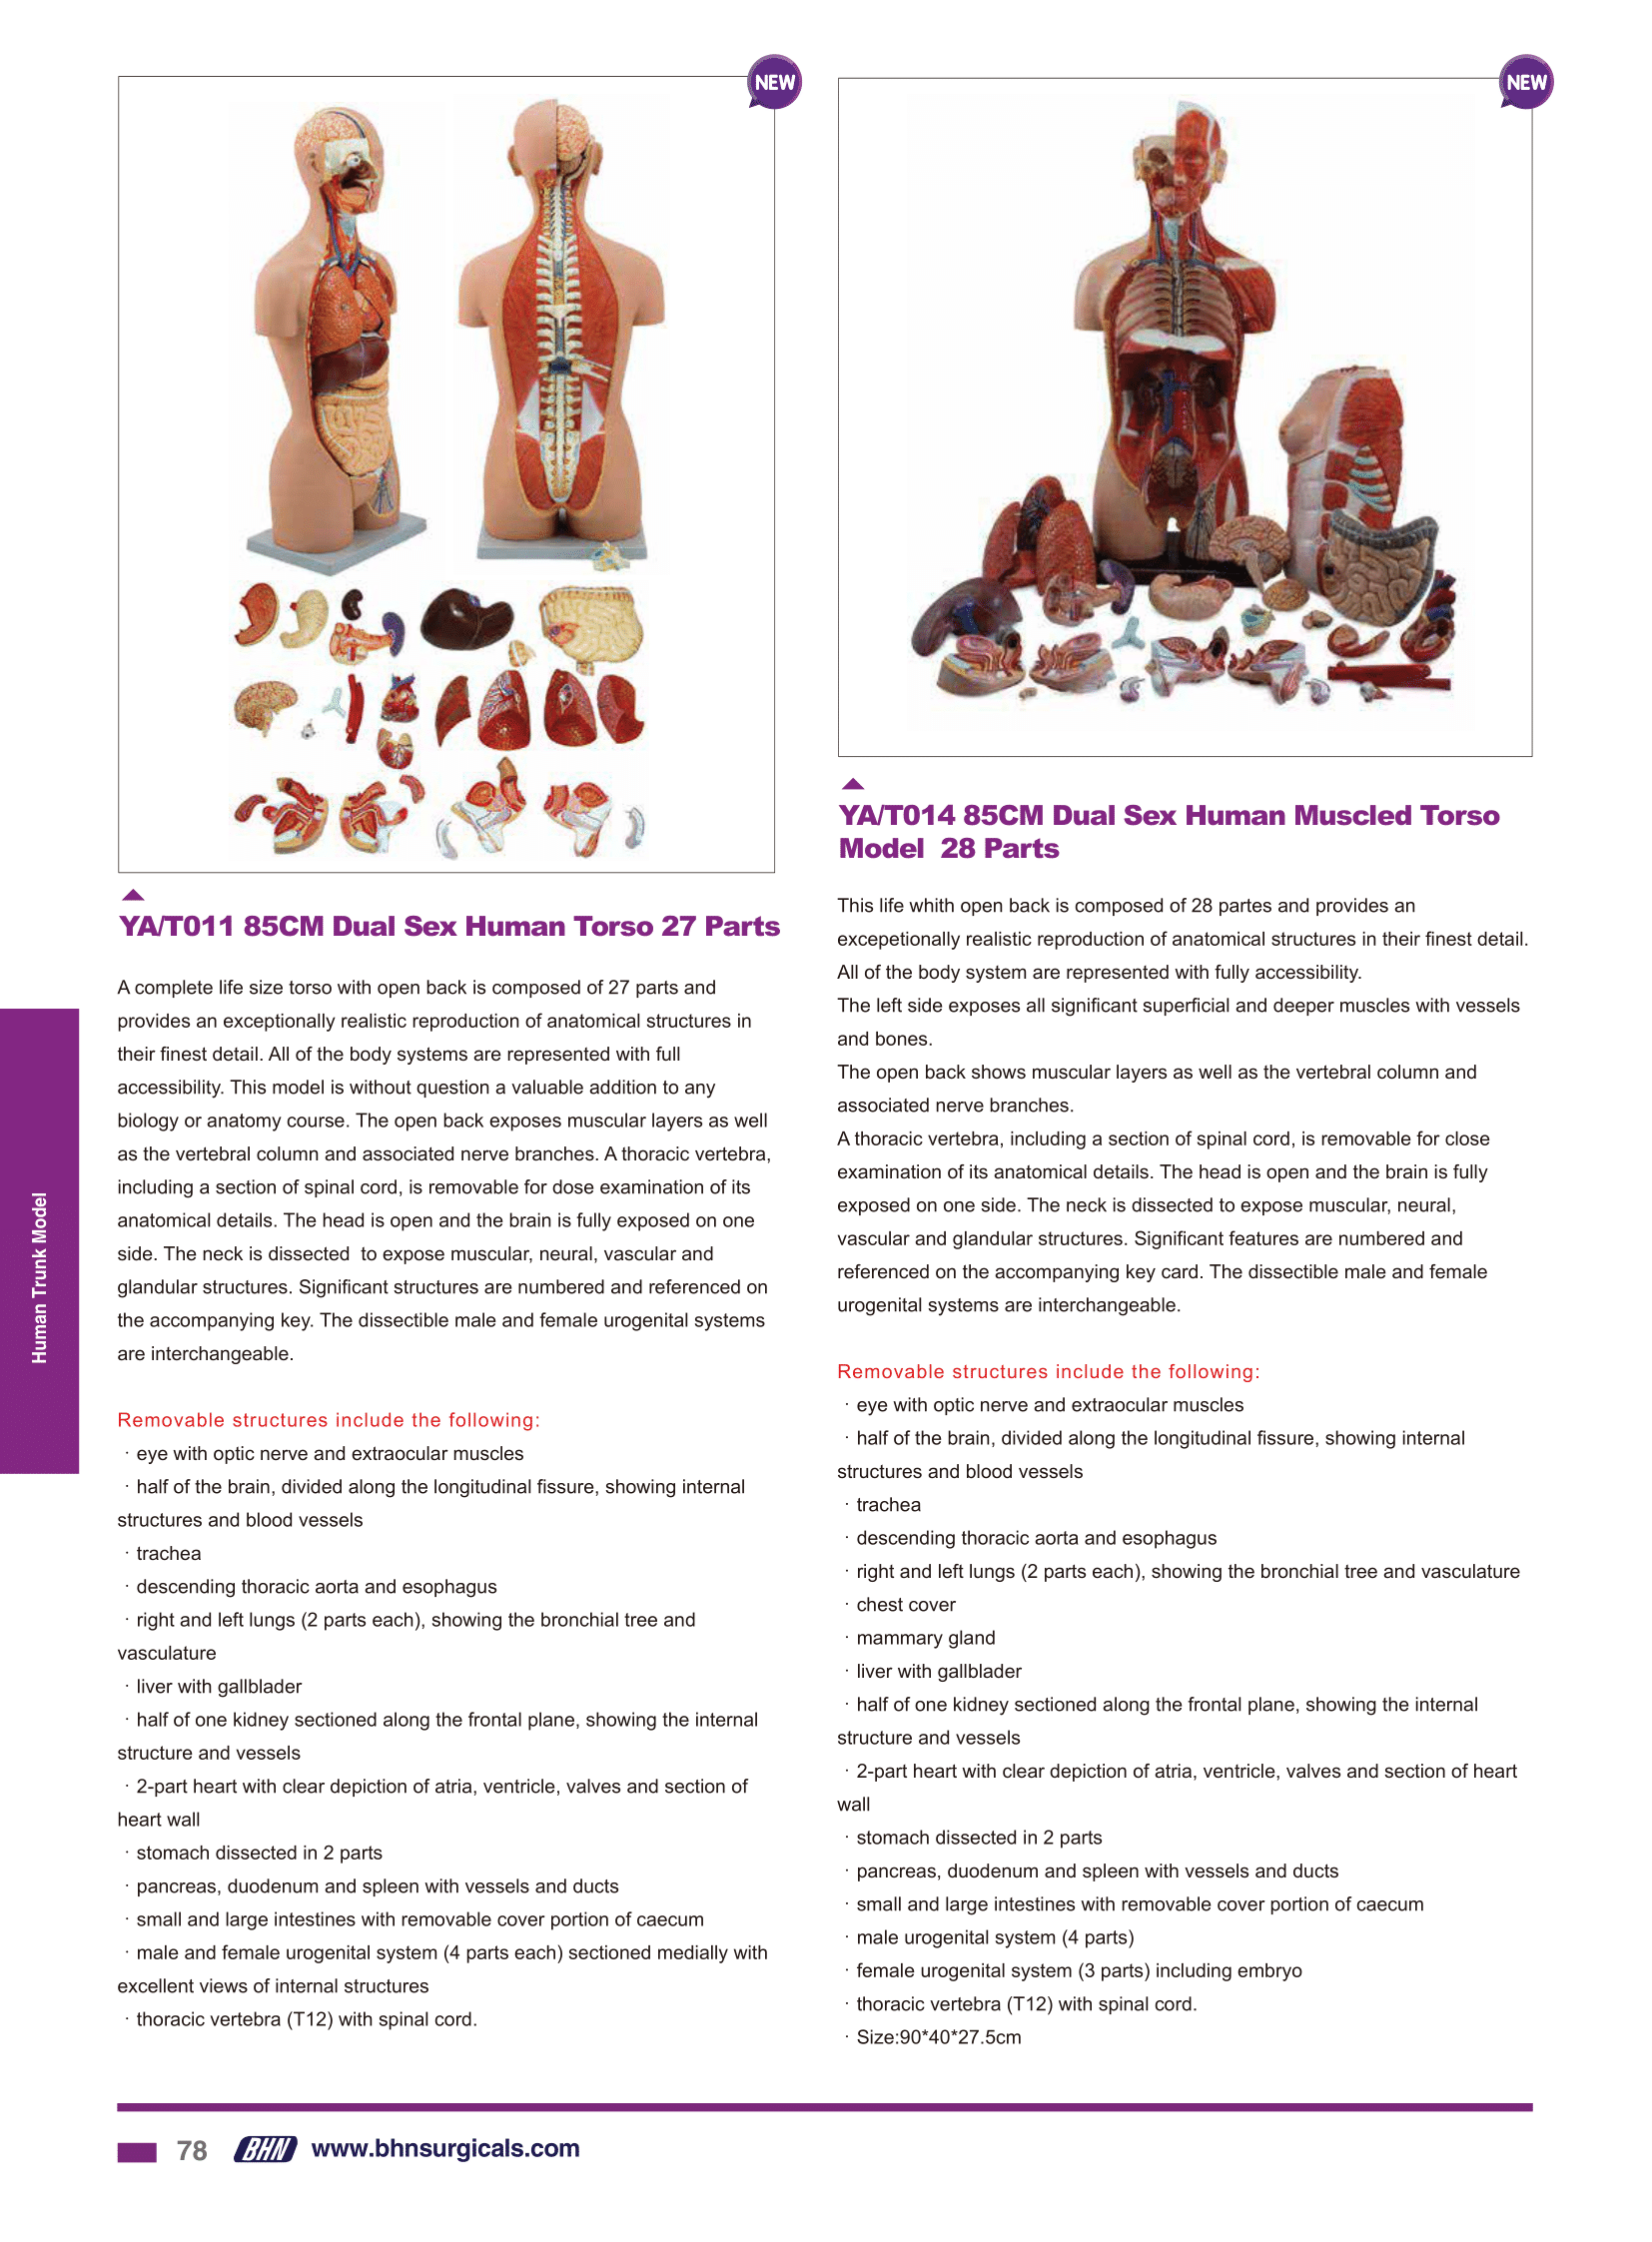 NEW
YA/T011 85CM Dual Sex Human Torso 27 Parts
A complete life size torso with open back is composed of 27 parts and
provides an exceptionally realistic reproduction of anatomical structures in
their finest detail. All of the body systems are represented with full
accessibility. This model is without question a valuable addition to any
biology or anatomy course. The open back exposes muscular layers as well
as the vertebral column and associated nerve branches. A thoracic vertebra,
including a section of spinal cord, is removable for dose examination of its
anatomical details. The head is open and the brain is fully exposed on one
side. The neck is dissected  to expose muscular, neural, vascular and
glandular structures. Significant structures are numbered and referenced on
the accompanying key. The dissectible male and female urogenital systems
are interchangeable.
Removable structures include the following:
· eye with optic nerve and extraocular muscles
· half of the brain, divided along the longitudinal fissure, showing internal
structures and blood vessels
· trachea
· descending thoracic aorta and esophagus
· right and left lungs (2 parts each), showing the bronchial tree and
vasculature
· liver with gallblader
· half of one kidney sectioned along the frontal plane, showing the internal
structure and vessels
· 2-part heart with clear depiction of atria, ventricle, valves and section of
heart wall
· stomach dissected in 2 parts
· pancreas, duodenum and spleen with vessels and ducts
· small and large intestines with removable cover portion of caecum
· male and female urogenital system (4 parts each) sectioned medially with
excellent views of internal structures
· thoracic vertebra (T12) with spinal cord.
NEW
YA/T014 85CM Dual Sex Human Muscled Torso
Model  28 Parts
This life whith open back is composed of 28 partes and provides an
excepetionally realistic reproduction of anatomical structures in their finest detail.
All of the body system are represented with fully accessibility.
The left side exposes all significant superficial and deeper muscles with vessels
and bones.
The open back shows muscular layers as well as the vertebral column and
associated nerve branches.
A thoracic vertebra, including a section of spinal cord, is removable for close
examination of its anatomical details. The head is open and the brain is fully
exposed on one side. The neck is dissected to expose muscular, neural,
vascular and glandular structures. Significant features are numbered and
referenced on the accompanying key card. The dissectible male and female
urogenital systems are interchangeable.
Removable structures include the following:
· eye with optic nerve and extraocular muscles
· half of the brain, divided along the longitudinal fissure, showing internal
structures and blood vessels
· trachea
· descending thoracic aorta and esophagus
· right and left lungs (2 parts each), showing the bronchial tree and vasculature
· chest cover
· mammary gland
· liver with gallblader
· half of one kidney sectioned along the frontal plane, showing the internal
structure and vessels
· 2-part heart with clear depiction of atria, ventricle, valves and section of heart
wall
· stomach dissected in 2 parts
· pancreas, duodenum and spleen with vessels and ducts
· small and large intestines with removable cover portion of caecum
· male urogenital system (4 parts)
· female urogenital system (3 parts) including embryo
· thoracic vertebra (T12) with spinal cord.
· Size:90*40*27.5cm
Human Trunk Model
78 BHN www.bhnsurgicals.com